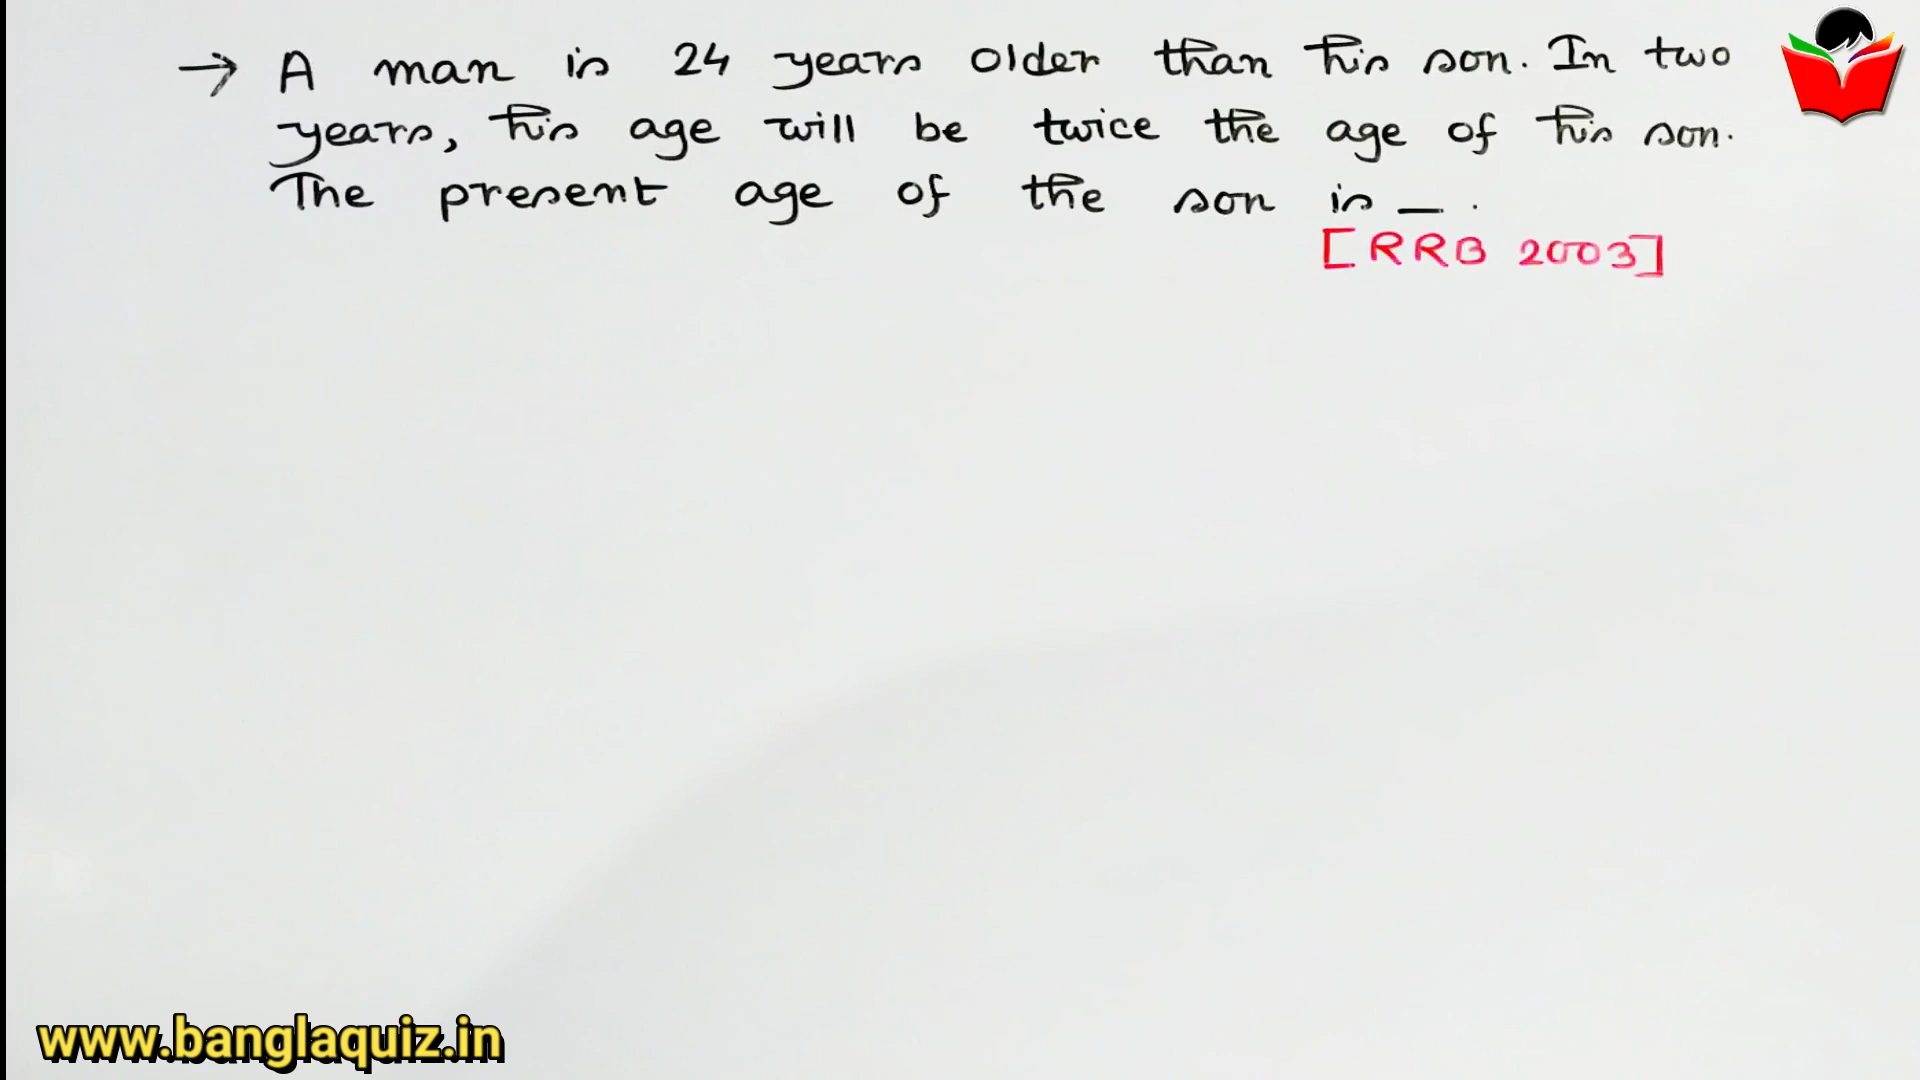 → A man is 24 years older than his son. In two
years, his age will be twice the age of his son.
The present age of the son is _ .
[RRB 2003]
www.banglaquiz.in